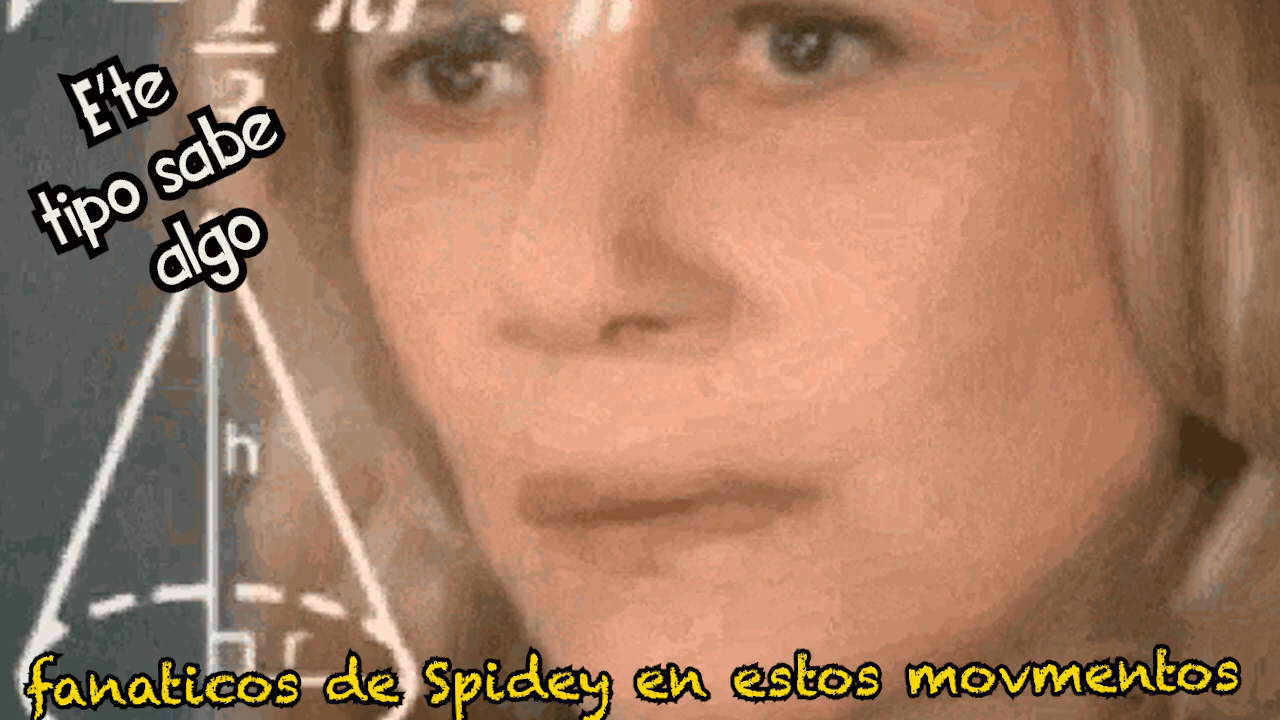 E'te
tipo sabe
algo
h
r
fanaticos de Spidey en estos movmentos